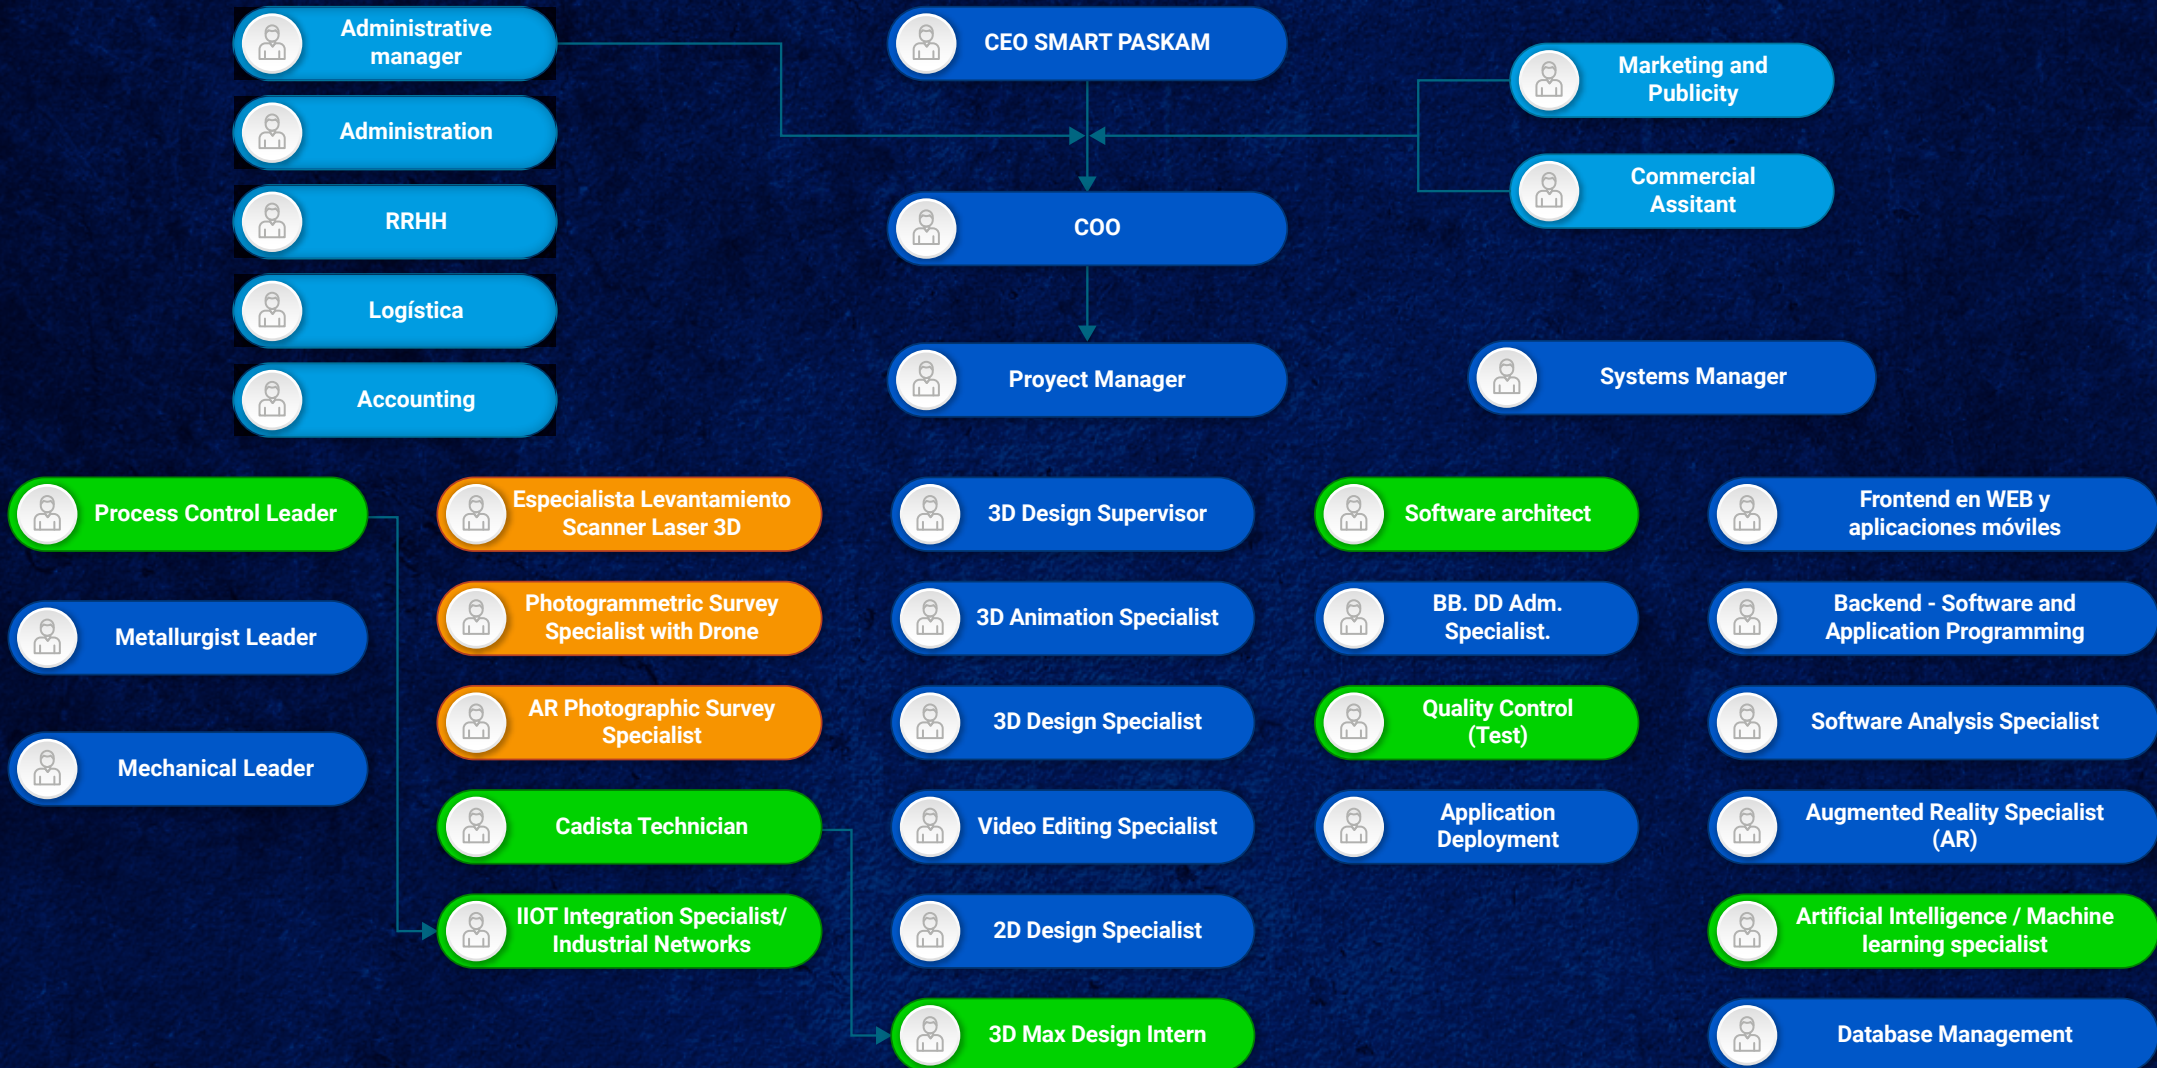 Administrative
manager
CEO SMART PASKAM
Marketing and
Publicity
Administration
Commercial
Assitant
RRHH
COO
Logística
Proyect Manager
Systems Manager
Accounting
Process Control Leader
Metallurgist Leader
Mechanical Leader
Especialista Levantamiento
Scanner Laser 3D
Photogrammetric Survey
Specialist with Drone
AR Photographic Survey
Specialist
Cadista Technician
IIOT Integration Specialist/
Industrial Networks
3D Design Supervisor
3D Animation Specialist
3D Design Specialist
Video Editing Specialist
2D Design Specialist
3D Max Design Intern
Software architect
BB. DD Adm.
Specialist.
Quality Control
(Test)
Application
Deployment
Frontend en WEB y
aplicaciones móviles
Backend - Software and
Application Programming
Software Analysis Specialist
Augmented Reality Specialist
(AR)
Artificial Intelligence / Machine
learning specialist
Database Management